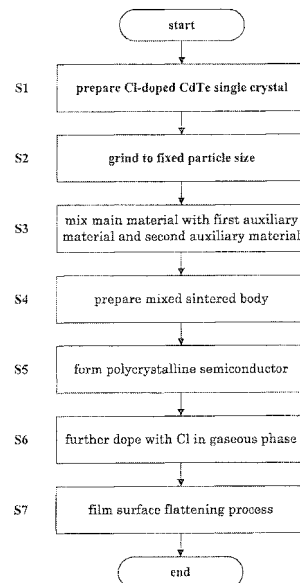 start
S1 prepare Cl-doped CdTe single crystal
S2 grind to fixed particle size
S3 mix main material with first auxiliary
material and second auxiliary material
S4 prepare mixed sintered body
S5 form polycrystalline semiconductor
S6 further dope with Cl in gaseous phase
S7 film surface flattening process
end